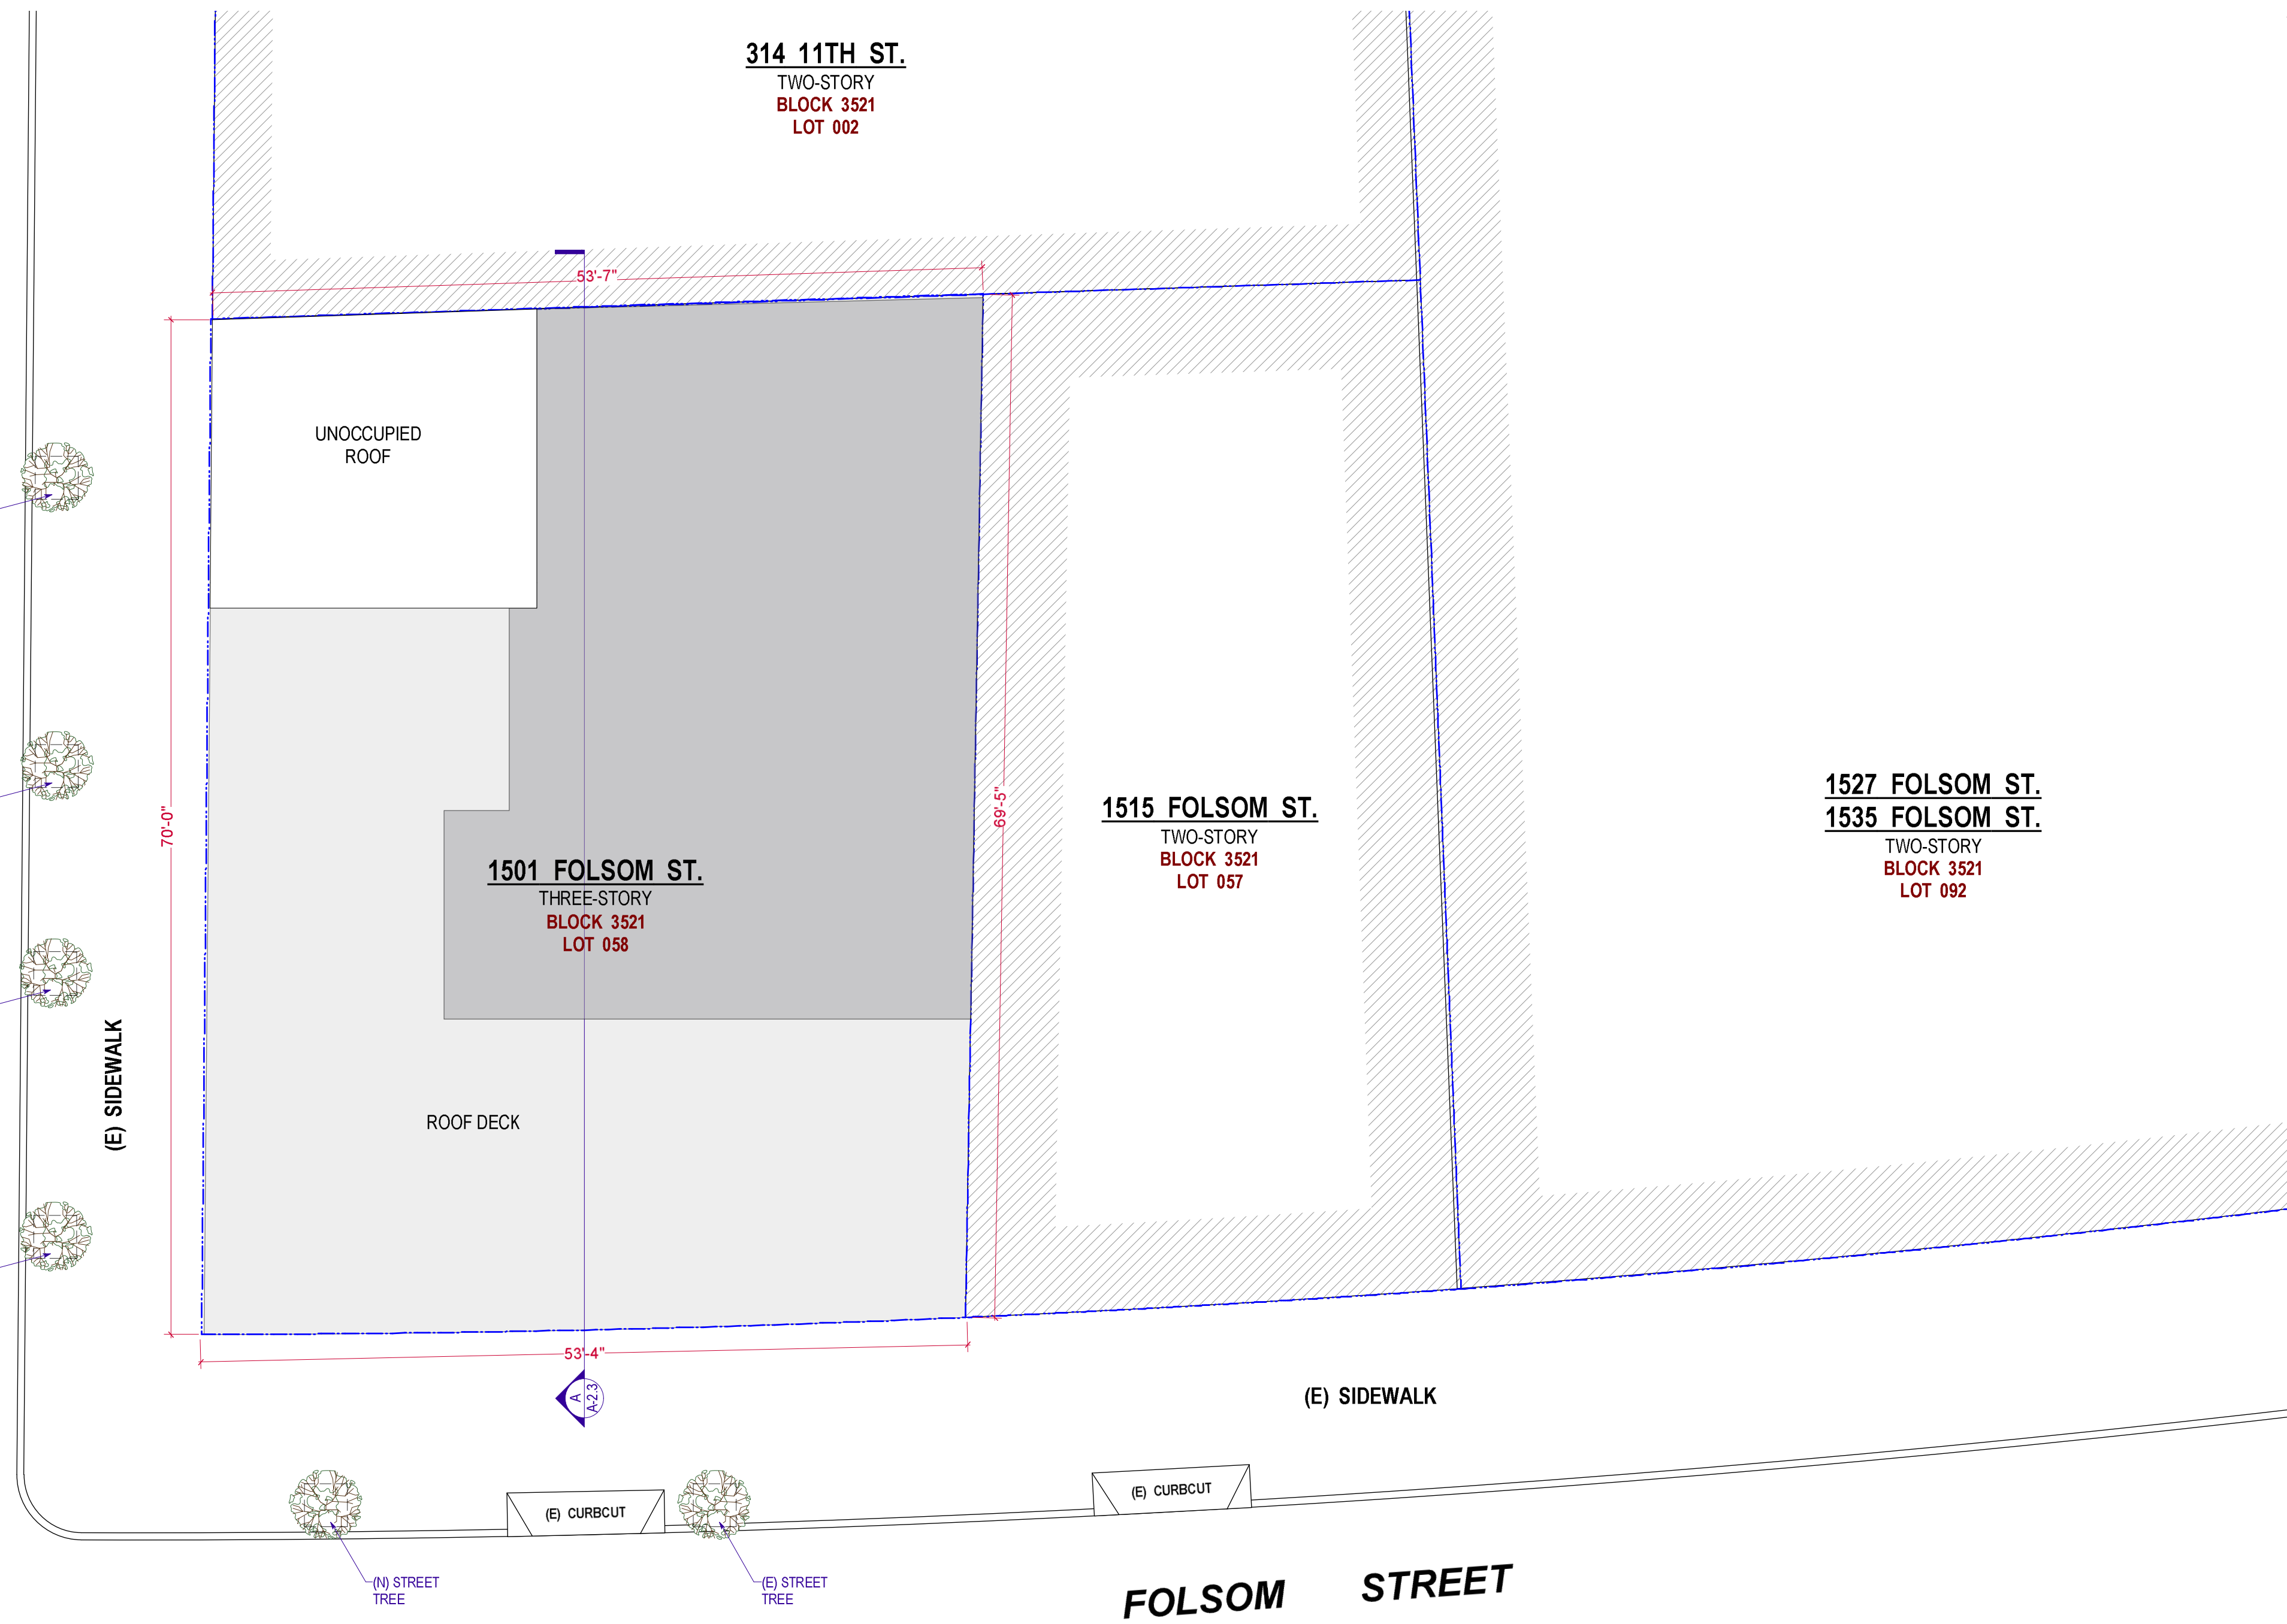 314 11TH ST.
TWO-STORY
BLOCK 3521
LOT 002
53'-7"
UNOCCUPIED
ROOF
70'-0"
69'-5"
1501 FOLSOM ST.
THREE-STORY
BLOCK 3521
LOT 058
1515 FOLSOM ST.
TWO-STORY
BLOCK 3521
LOT 057
1527 FOLSOM ST.
1535 FOLSOM ST.
TWO-STORY
BLOCK 3521
LOT 092
(E) SIDEWALK
ROOF DECK
53'-4"
A
A-2.3
(E) SIDEWALK
(E) CURBCUT
(E) CURBCUT
(N) STREET
TREE
(E) STREET
TREE
FOLSOM STREET